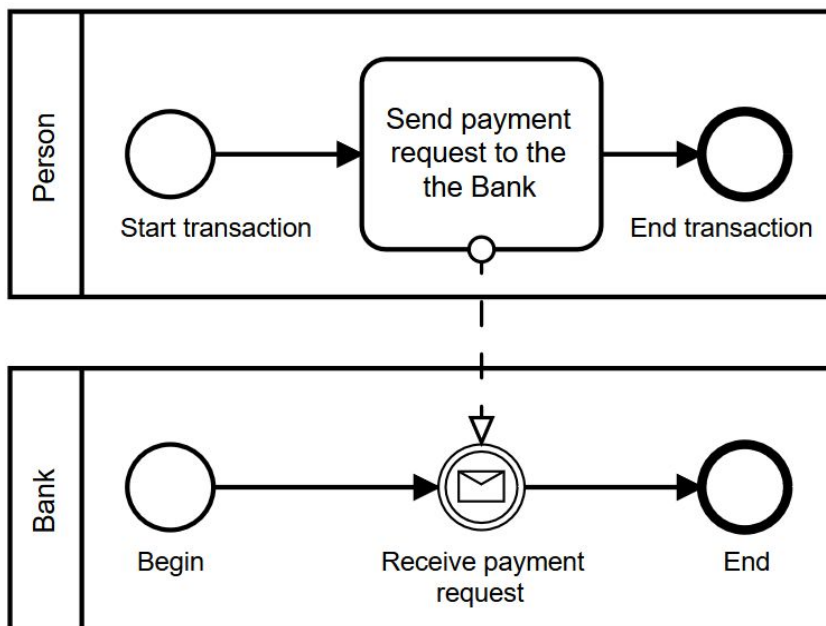 Person
Send payment
request to the
the Bank
Start transaction
End transaction
Bank
Begin
Receive payment
request
End